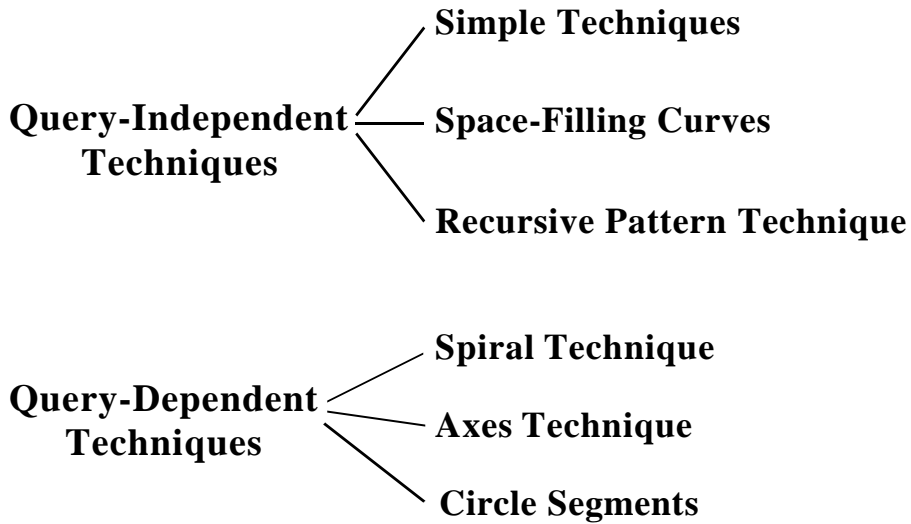 Simple Techniques
Query-Independent
Techniques
Space-Filling Curves
Recursive Pattern Technique
Spiral Technique
Query-Dependent
Techniques
Axes Technique
Circle Segments